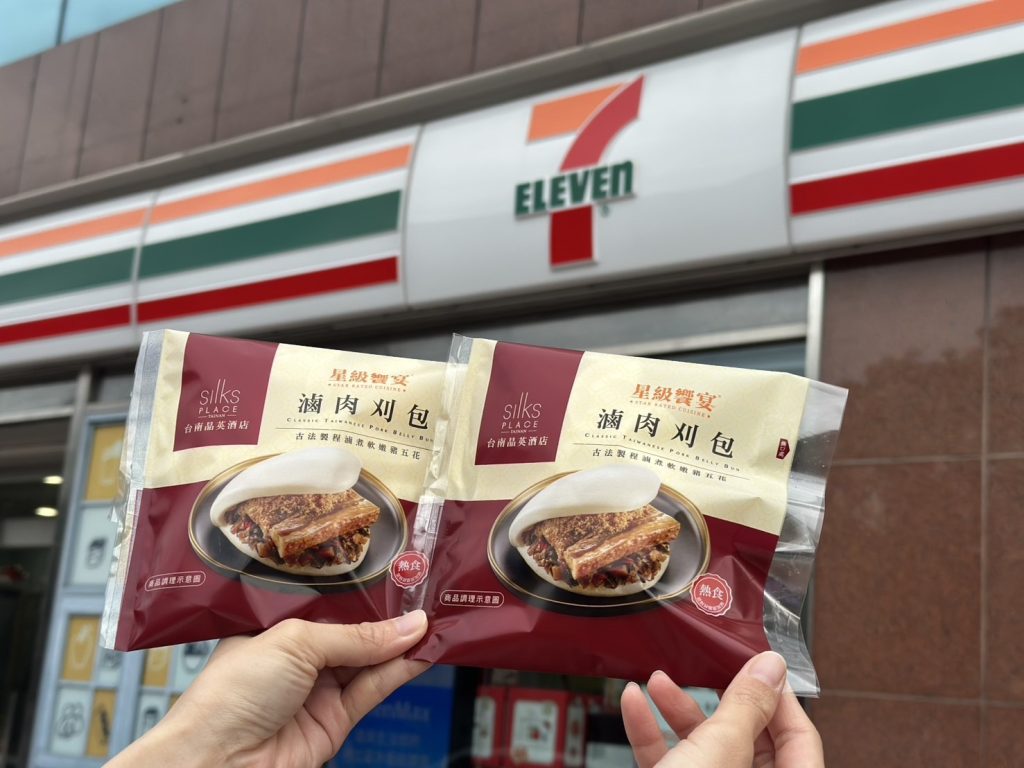 7
ELEVEN
silks
PLACE
TAINAN
台南晶英酒店
星級饗宴
STAR RATED CUISINE
滷肉刈包
CLASSIC TAIWANESE PORK BELLY BUN
古法製程滷煮軟嫩豬五花
商品調理示意圖
熱食
silks
PLACE
TAINAN
台南晶英酒店
星級饗宴
STAR RATED CUISINE
滷肉刈包
CLASSIC TAIWANESE PORK BELLY BUN
古法製程滷煮軟嫩豬五花
商品調理示意圖
熱食